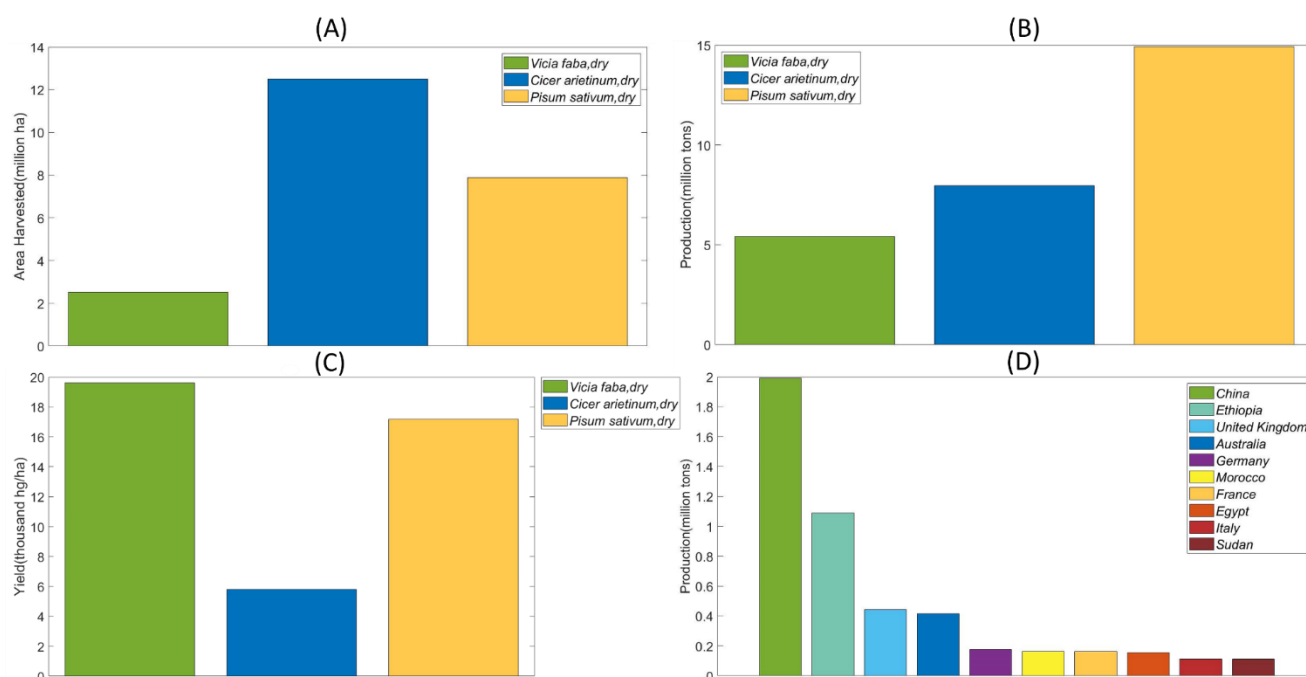 (A)
14
12
10
8
6
4
2
0
Area Harvested(million ha)
Vicia faba,dry
Cicer arietinum,dry
Pisum sativum,dry
(B)
15
10
5
0
Production(million tons)
Vicia faba,dry
Cicer arietinum,dry
Pisum sativum,dry
(C)
20
18
16
14
12
10
8
6
4
2
0
Yield(thousand hg/ha)
Vicia faba,dry
Cicer arietinum,dry
Pisum sativum,dry
(D)
2
1.8
1.6
1.4
1.2
1
0.8
0.6
0.4
0.2
0
Production(million tons)
China
Ethiopia
United Kingdom
Australia
Germany
Morocco
France
Egypt
Italy
Sudan